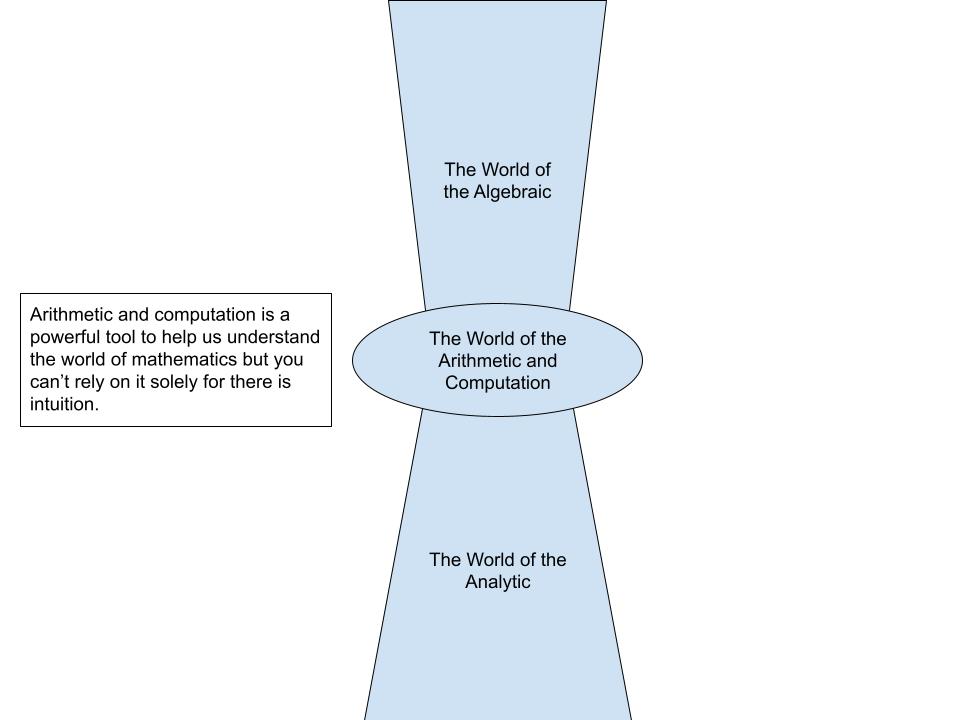 The World of
the Algebraic
Arithmetic and computation is a
powerful tool to help us understand
the world of mathematics but you
can’t rely on it solely for there is
intuition.
The World of the
Arithmetic and
Computation
The World of the
Analytic